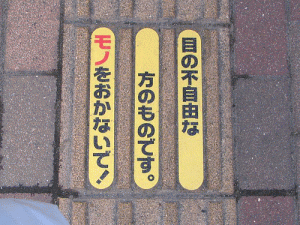 目の不自由な
方のものです。
モノをおかないで！